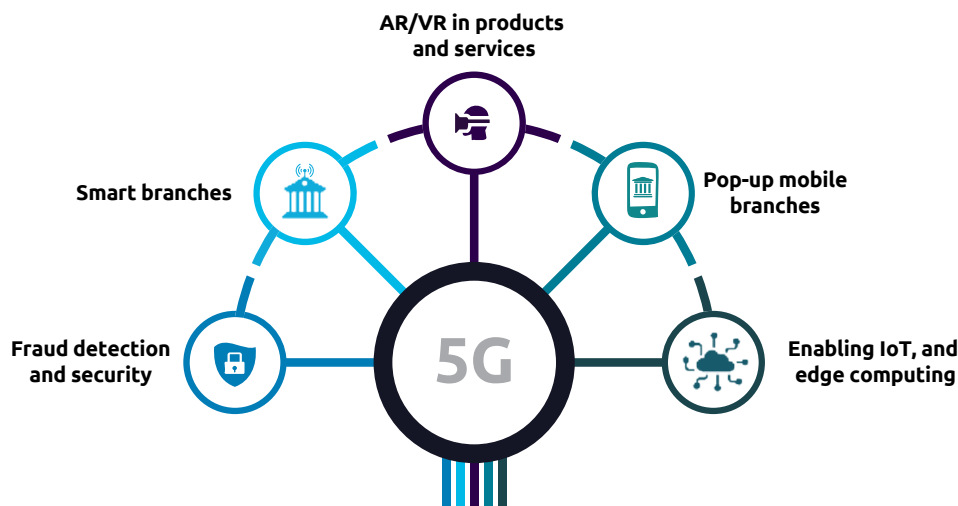 AR/VR in products
and services
Smart branches
Pop-up mobile
branches
Fraud detection
and security
5G
Enabling IoT, and
edge computing